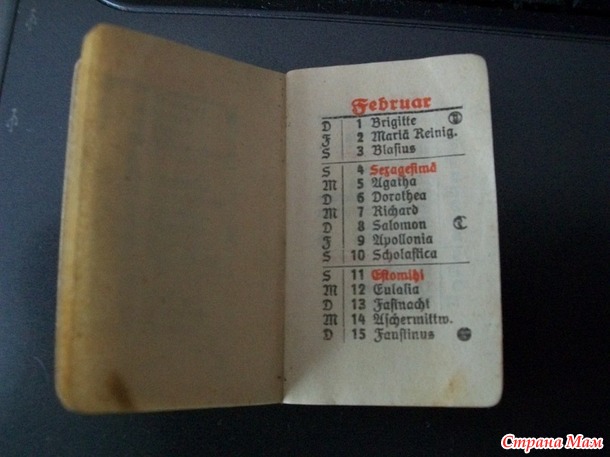 Februar
D 1 Brigitte
F 2 Mariä Reinig.
S 3 Blasius
S 4 Sexagesimä
M 5 Agatha
D 6 Dorothea
M 7 Richard
D 8 Salomon
F 9 Apollonia
S 10 Scholastica
S 11 Estomihi
M 12 Eulalia
D 13 Fastnacht
M 14 Aschermittw.
D 15 Faustinus
Страна Мам